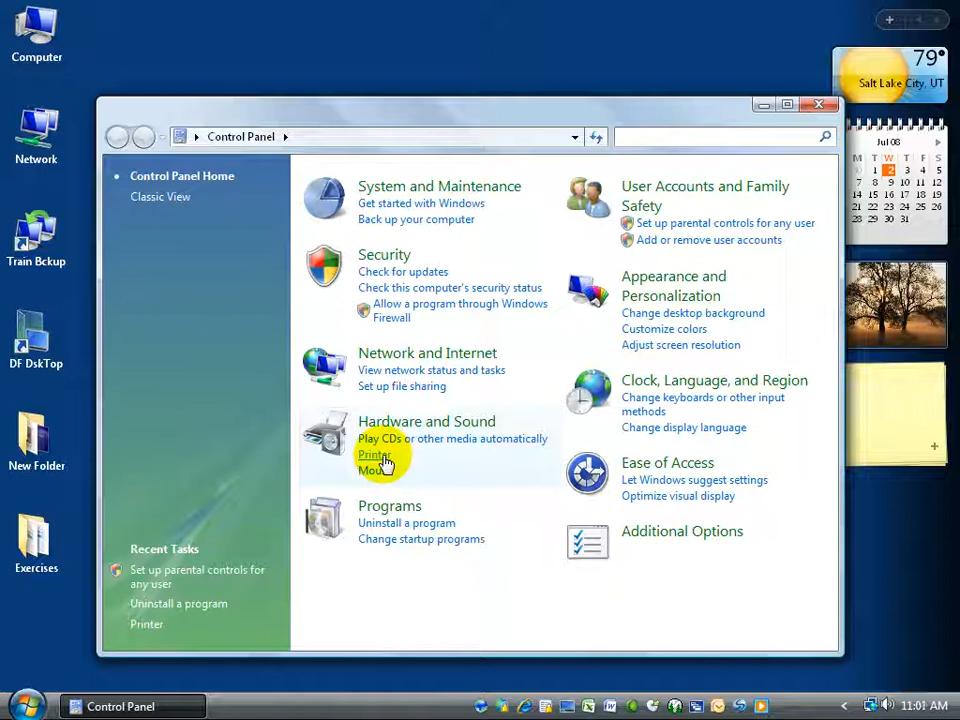 Computer
Network
Train Bckup
DF DskTop
New Folder
Exercises
Control Panel
Control Panel Home
Classic View
Recent Tasks
Set up parental controls for
any user
Uninstall a program
Printer
System and Maintenance
Get started with Windows
Back up your computer
Security
Check for updates
Check this computer's security status
Allow a program through Windows
Firewall
Network and Internet
View network status and tasks
Set up file sharing
Hardware and Sound
Play CDs or other media automatically
Printer
Programs
Uninstall a program
Change startup programs
User Accounts and Family
Safety
Set up parental controls for any user
Add or remove user accounts
Appearance and
Personalization
Change desktop background
Customize colors
Adjust screen resolution
Clock, Language, and Region
Change keyboards or other input
methods
Change display language
Ease of Access
Let Windows suggest settings
Optimize visual display
Additional Options
79°
Salt Lake City, UT
Jul 08
M T W T F S
1 2 3 4 5
7 8 9 10 11 12
14 15 16 17 18 19
21 22 23 24 25 26
28 29 30 31
Control Panel
11:01 AM